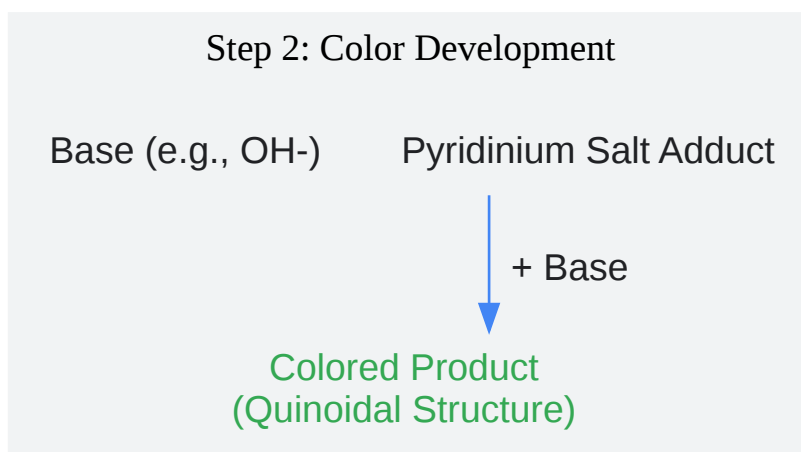 Step 2: Color Development
Base (e.g., OH-) Pyridinium Salt Adduct
+ Base
Colored Product
(Quinoidal Structure)